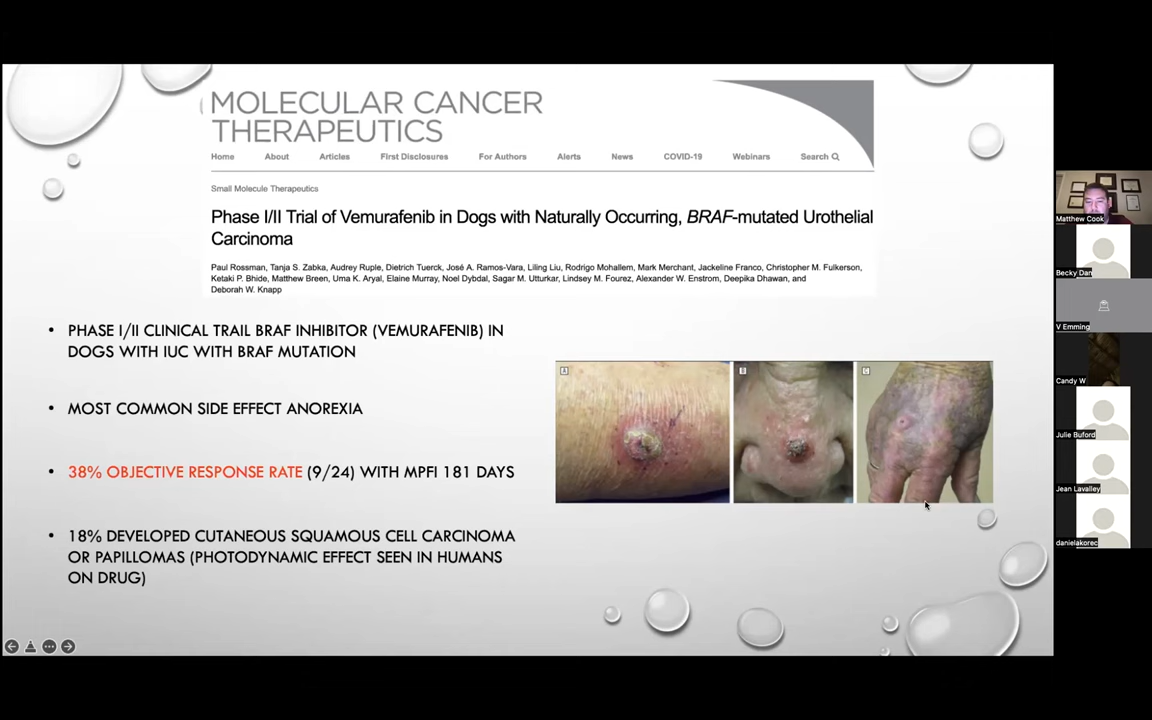 MOLECULAR CANCER
THERAPEUTICS
Home About Articles First Disclosures For Authors Alerts News COVID-19 Webinars Search
Small Molecule Therapeutics
Phase I/II Trial of Vemurafenib in Dogs with Naturally Occurring, BRAF-mutated Urothelial
Carcinoma
Paul Rossman, Tanja S. Zabka, Audrey Ruple, Dietrich Tuerck, José A. Ramos-Vara, Liling Liu, Rodrigo Mohallem, Mark Merchant, Jackeline Franco, Christopher M. Fulkerson,
Ketaki P. Bhide, Matthew Breen, Uma K. Aryal, Elaine Murray, Noel Dybdal, Sagar M. Utturkar, Lindsey M. Fourez, Alexander W. Enstrom, Deepika Dhawan, and
Deborah W. Knapp
• PHASE I/II CLINICAL TRAIL BRAF INHIBITOR (VEMURAFENIB) IN
DOGS WITH IUC WITH BRAF MUTATION
• MOST COMMON SIDE EFFECT ANOREXIA
• 38% OBJECTIVE RESPONSE RATE (9/24) WITH MPFI 181 DAYS
• 18% DEVELOPED CUTANEOUS SQUAMOUS CELL CARCINOMA
OR PAPILLOMAS (PHOTODYNAMIC EFFECT SEEN IN HUMANS
ON DRUG)
A B C
Matthew Cook
Becky Dan
V Emming
Candy W
Julie Buford
Jean Lavalley
danielakorec